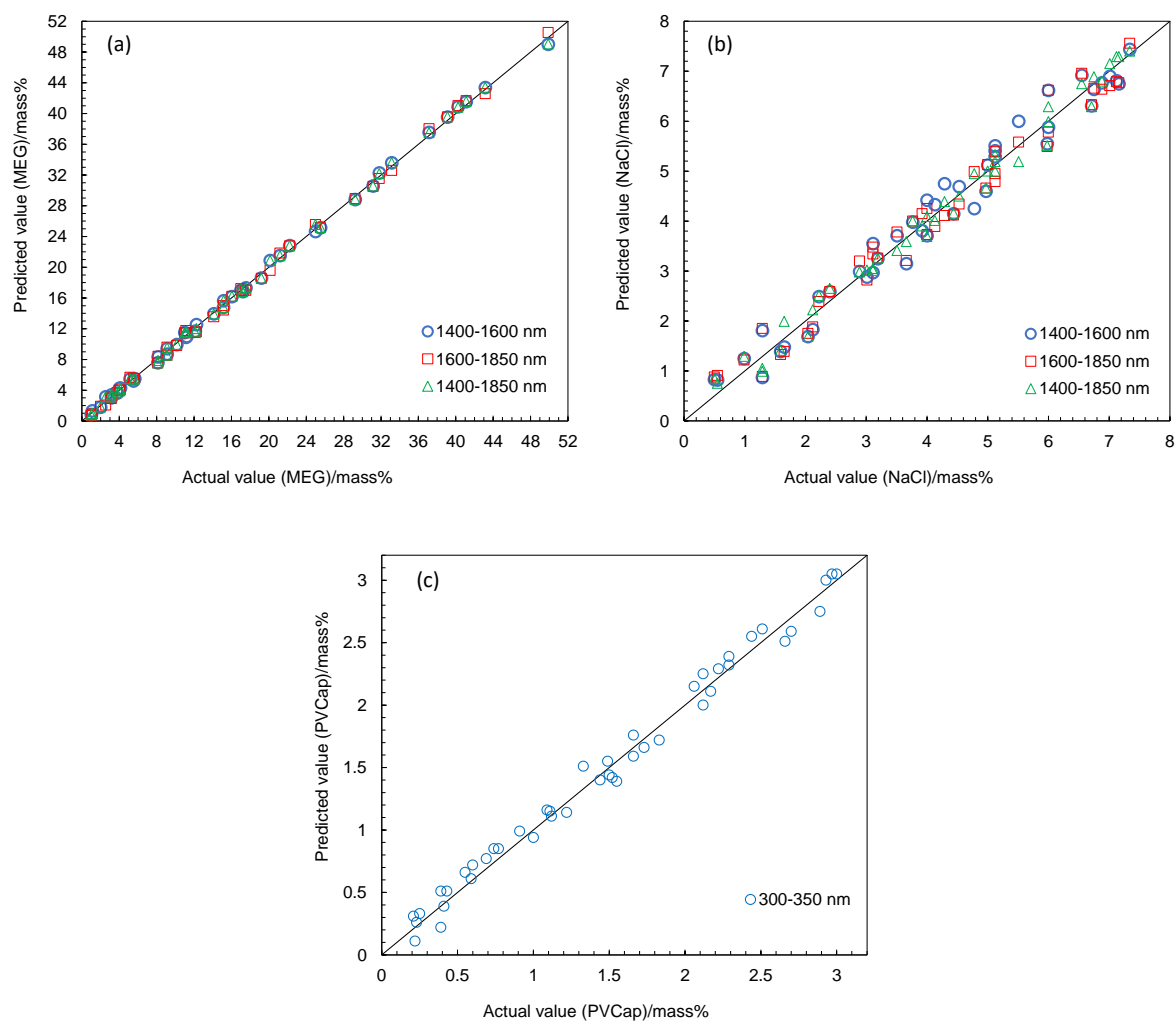 (a)
Predicted value (MEG)/mass%
52
48
44
40
36
32
28
24
20
16
12
8
4
0
1400-1600 nm
1600-1850 nm
1400-1850 nm
0 4 8 12 16 20 24 28 32 36 40 44 48 52
Actual value (MEG)/mass%
(b)
Predicted value (NaCl)/mass%
8
7
6
5
4
3
2
1
0
1400-1600 nm
1600-1850 nm
1400-1850 nm
0 1 2 3 4 5 6 7 8
Actual value (NaCl)/mass%
(c)
Predicted value (PVCap)/mass%
3
2.5
2
1.5
1
0.5
0
300-350 nm
0 0.5 1 1.5 2 2.5 3
Actual value (PVCap)/mass%